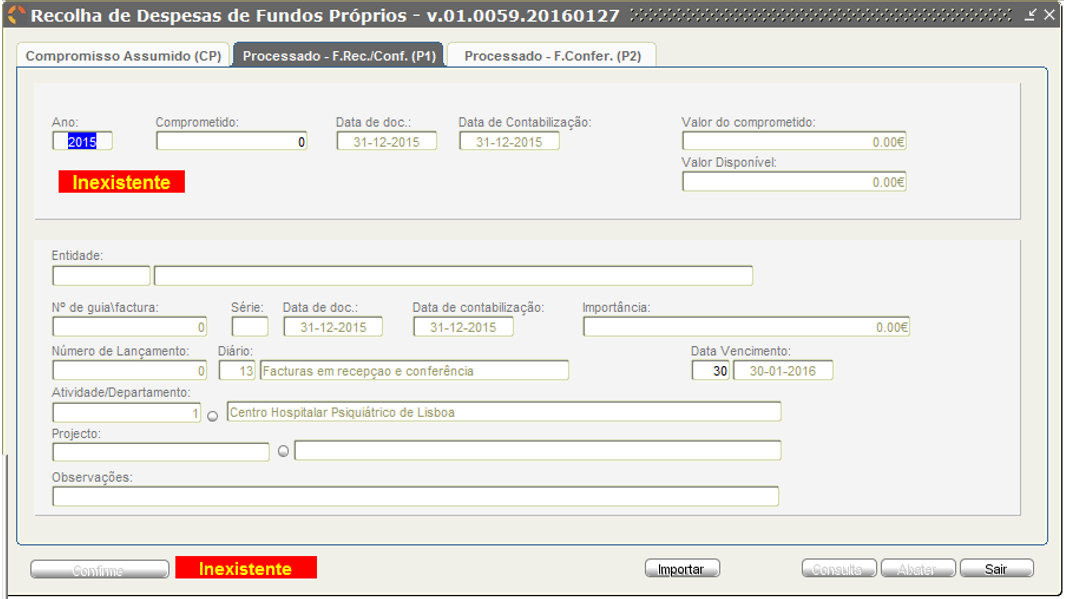 Recolha de Despesas de Fundos Próprios - v.01.0059.20160127
Compromisso Assumido (CP) Processado - F.Rec./Conf. (P1) Processado - F.Confer. (P2)
Ano: Comprometido: Data de doc.: Data de Contabilização: Valor do comprometido:
2015 0 31-12-2015 31-12-2015 0.00€
Valor Disponível:
Inexistente 0.00€
Entidade:
Nº de guia\factura: Série: Data de doc.: Data de contabilização: Importância:
0 31-12-2015 31-12-2015 0.00€
Número de Lançamento: Diário: Data Vencimento:
0 13 Facturas em recepçao e conferência 30 30-01-2016
Atividade/Departamento:
1 Centro Hospitalar Psiquiátrico de Lisboa
Projecto:
Observações:
Confirme Inexistente Importar Consulta Abater Sair